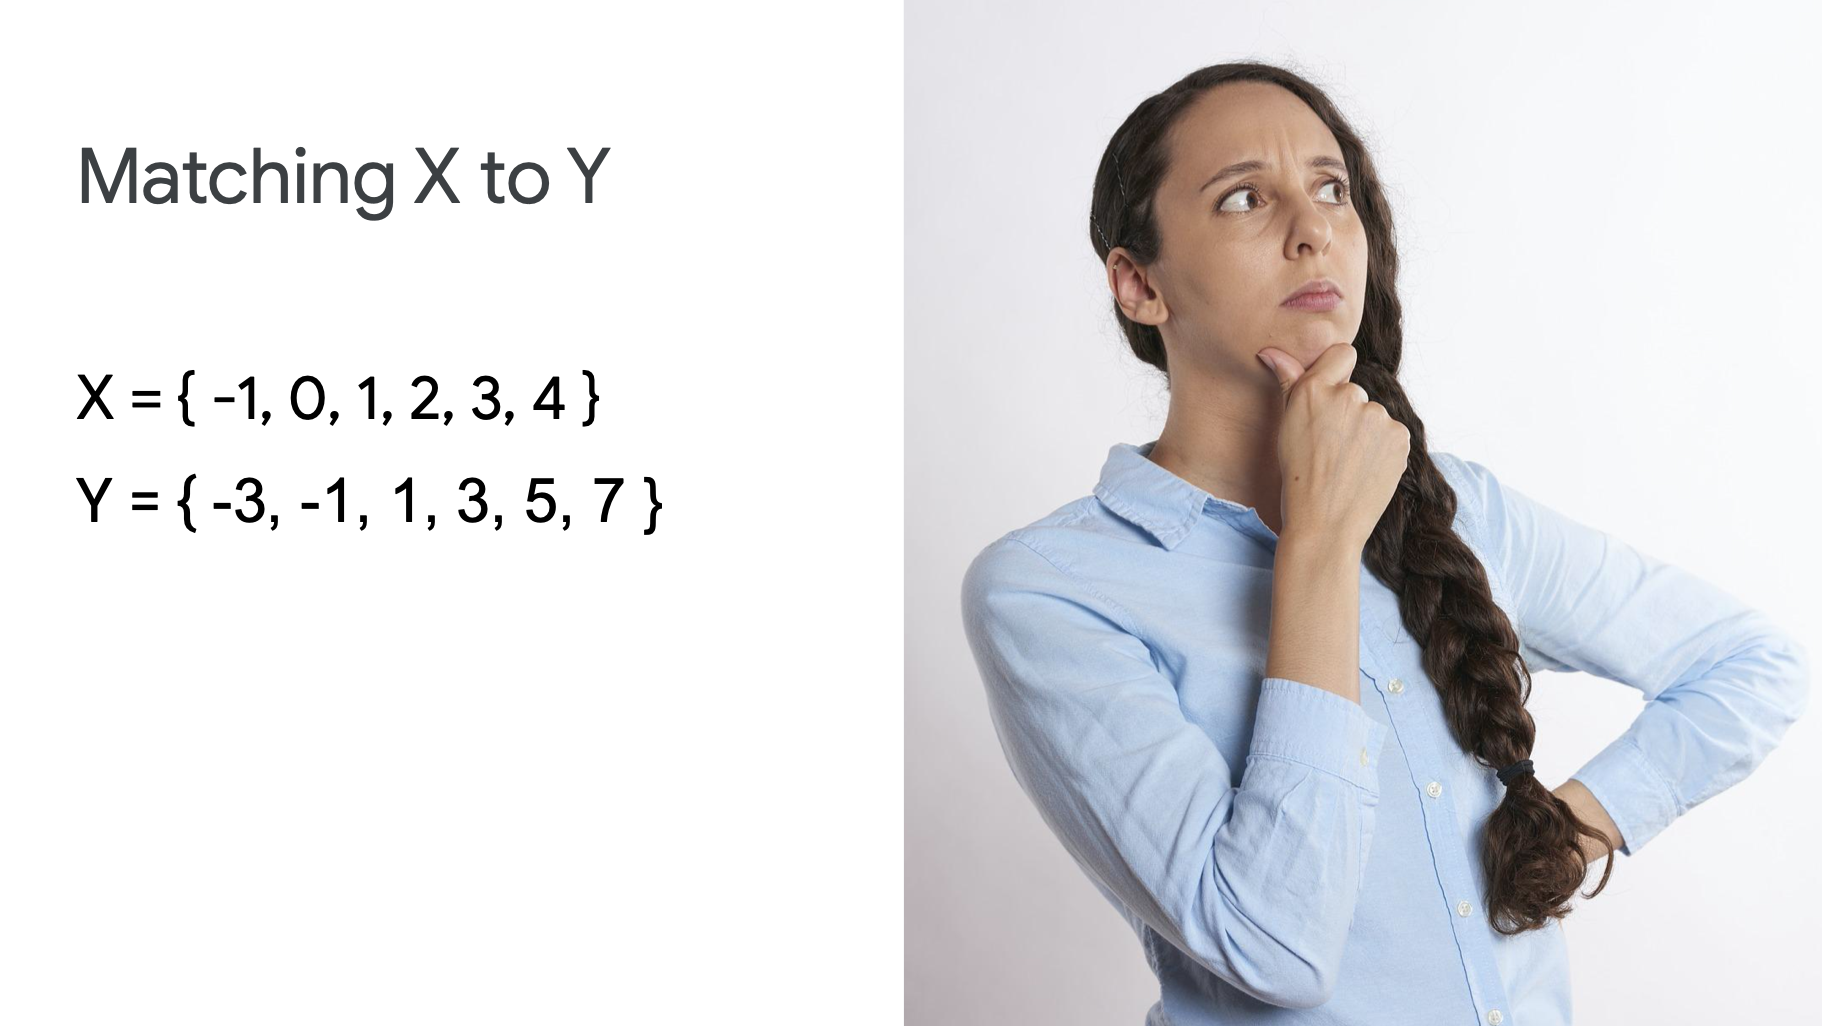 Matching X to Y
X = { -1, 0, 1, 2, 3, 4 }
Y = { -3, -1, 1, 3, 5, 7 }